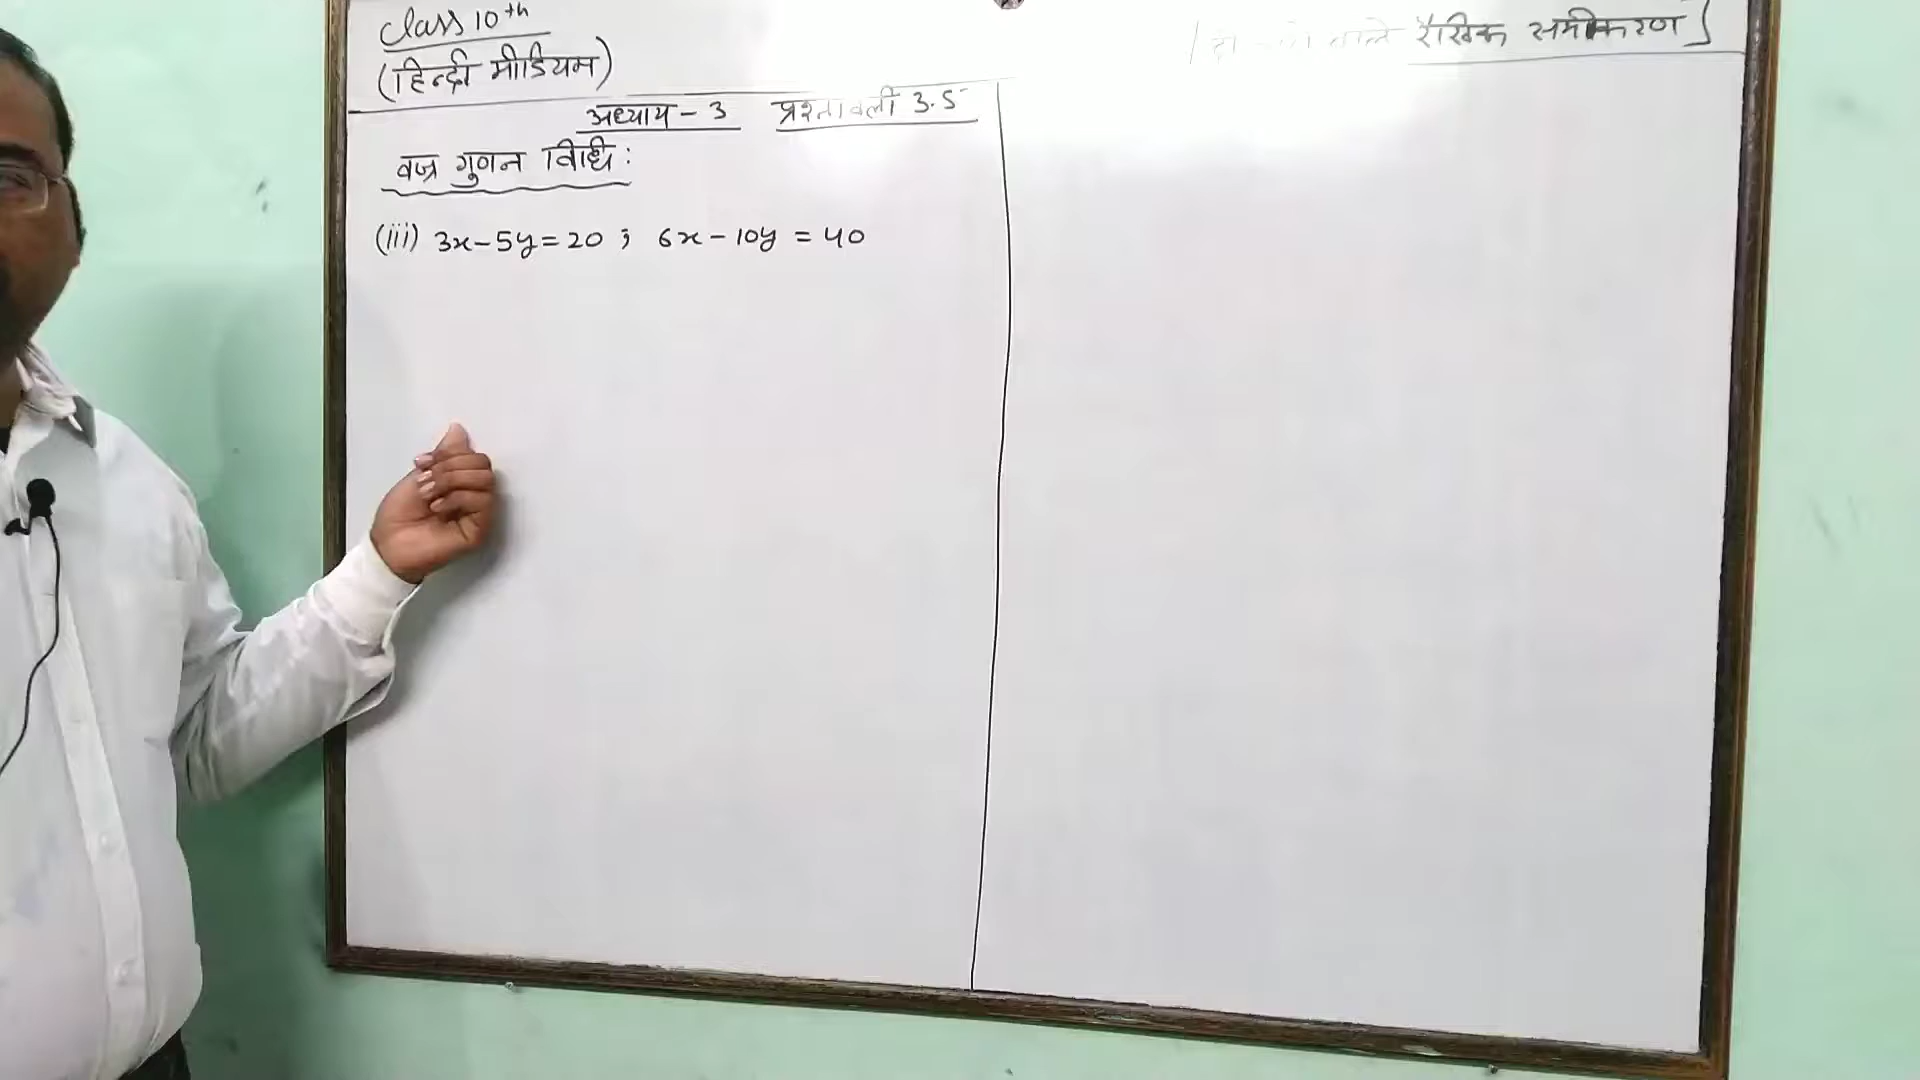 Class 10th
(हिन्दी मीडियम)
वाले रैखिक समीकरण]
अध्याय - 3 प्रश्नावली 3.5
वज्र गुणन विधि :
(iii) 3x - 5y = 20 ; 6x - 10y = 40